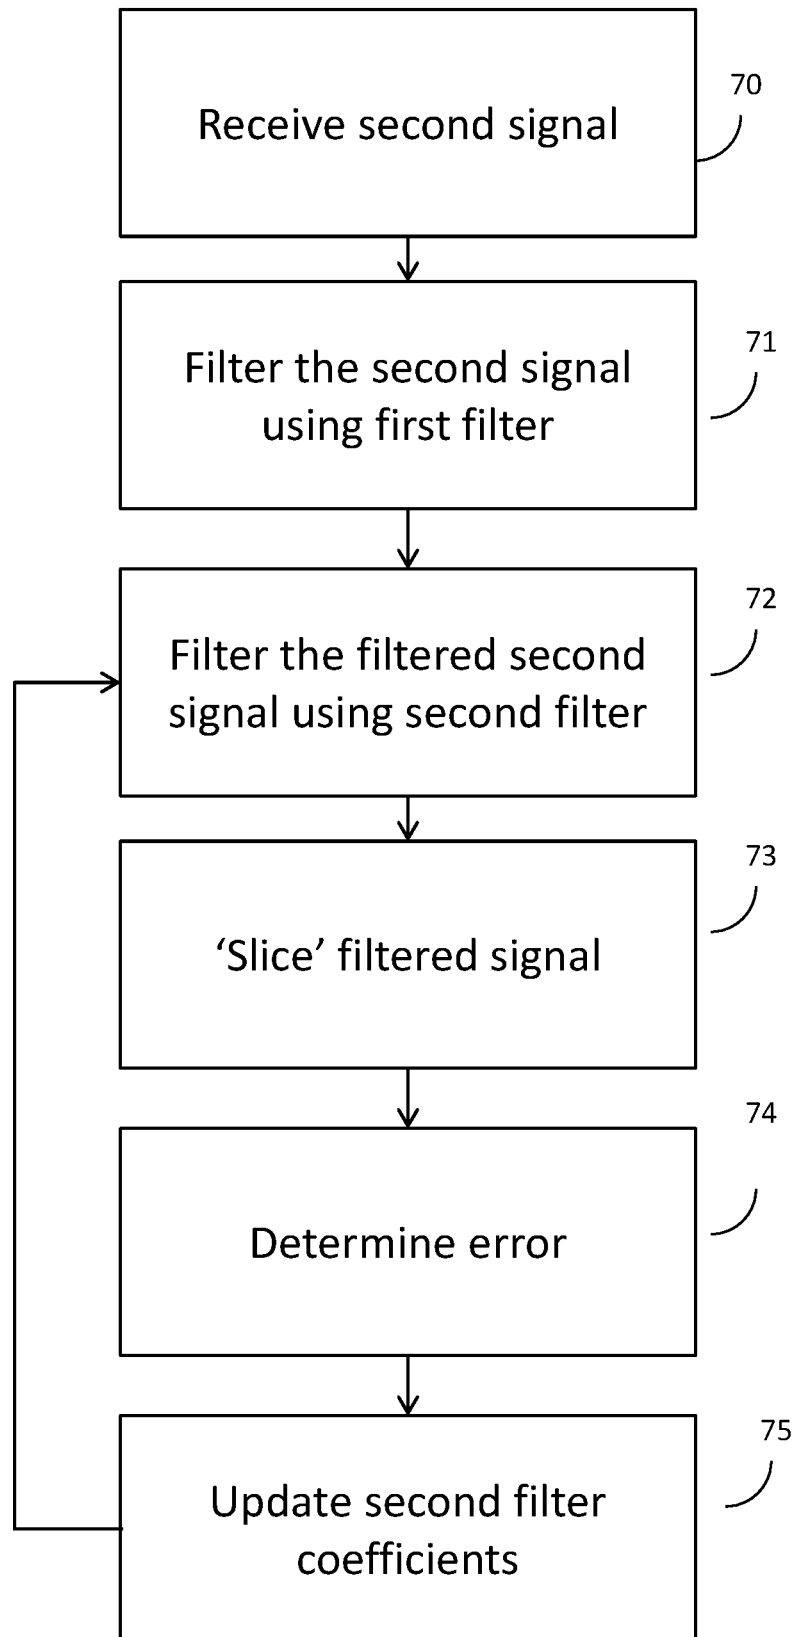 Receive second signal
70
Filter the second signal
using first filter
71
Filter the filtered second
signal using second filter
72
‘Slice’ filtered signal
73
Determine error
74
Update second filter
coefficients
75